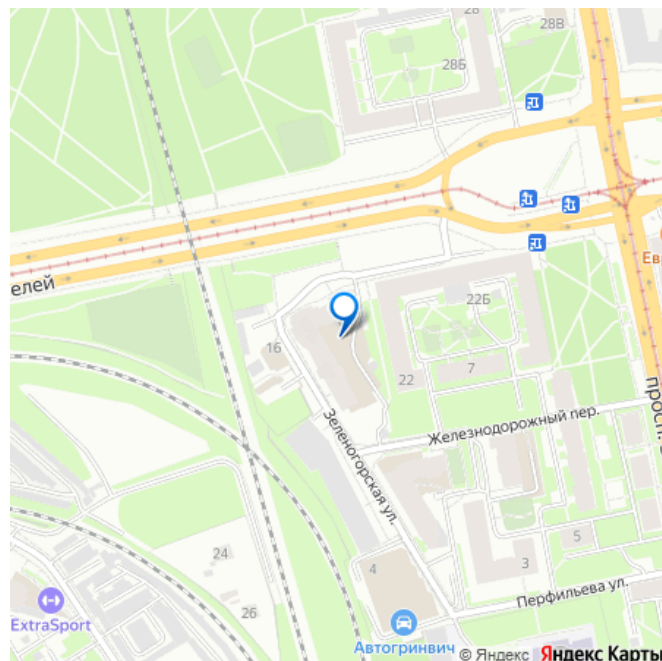 28
28В
28Б
елей
Ев
22Б
16
7
22
просп.
Железнодорожный пер.
Зеленогорская ул.
24
5
4
3
26
Перфильева ул.
ExtraSport
Автогринвич
© Яндекс Яндекс Карты